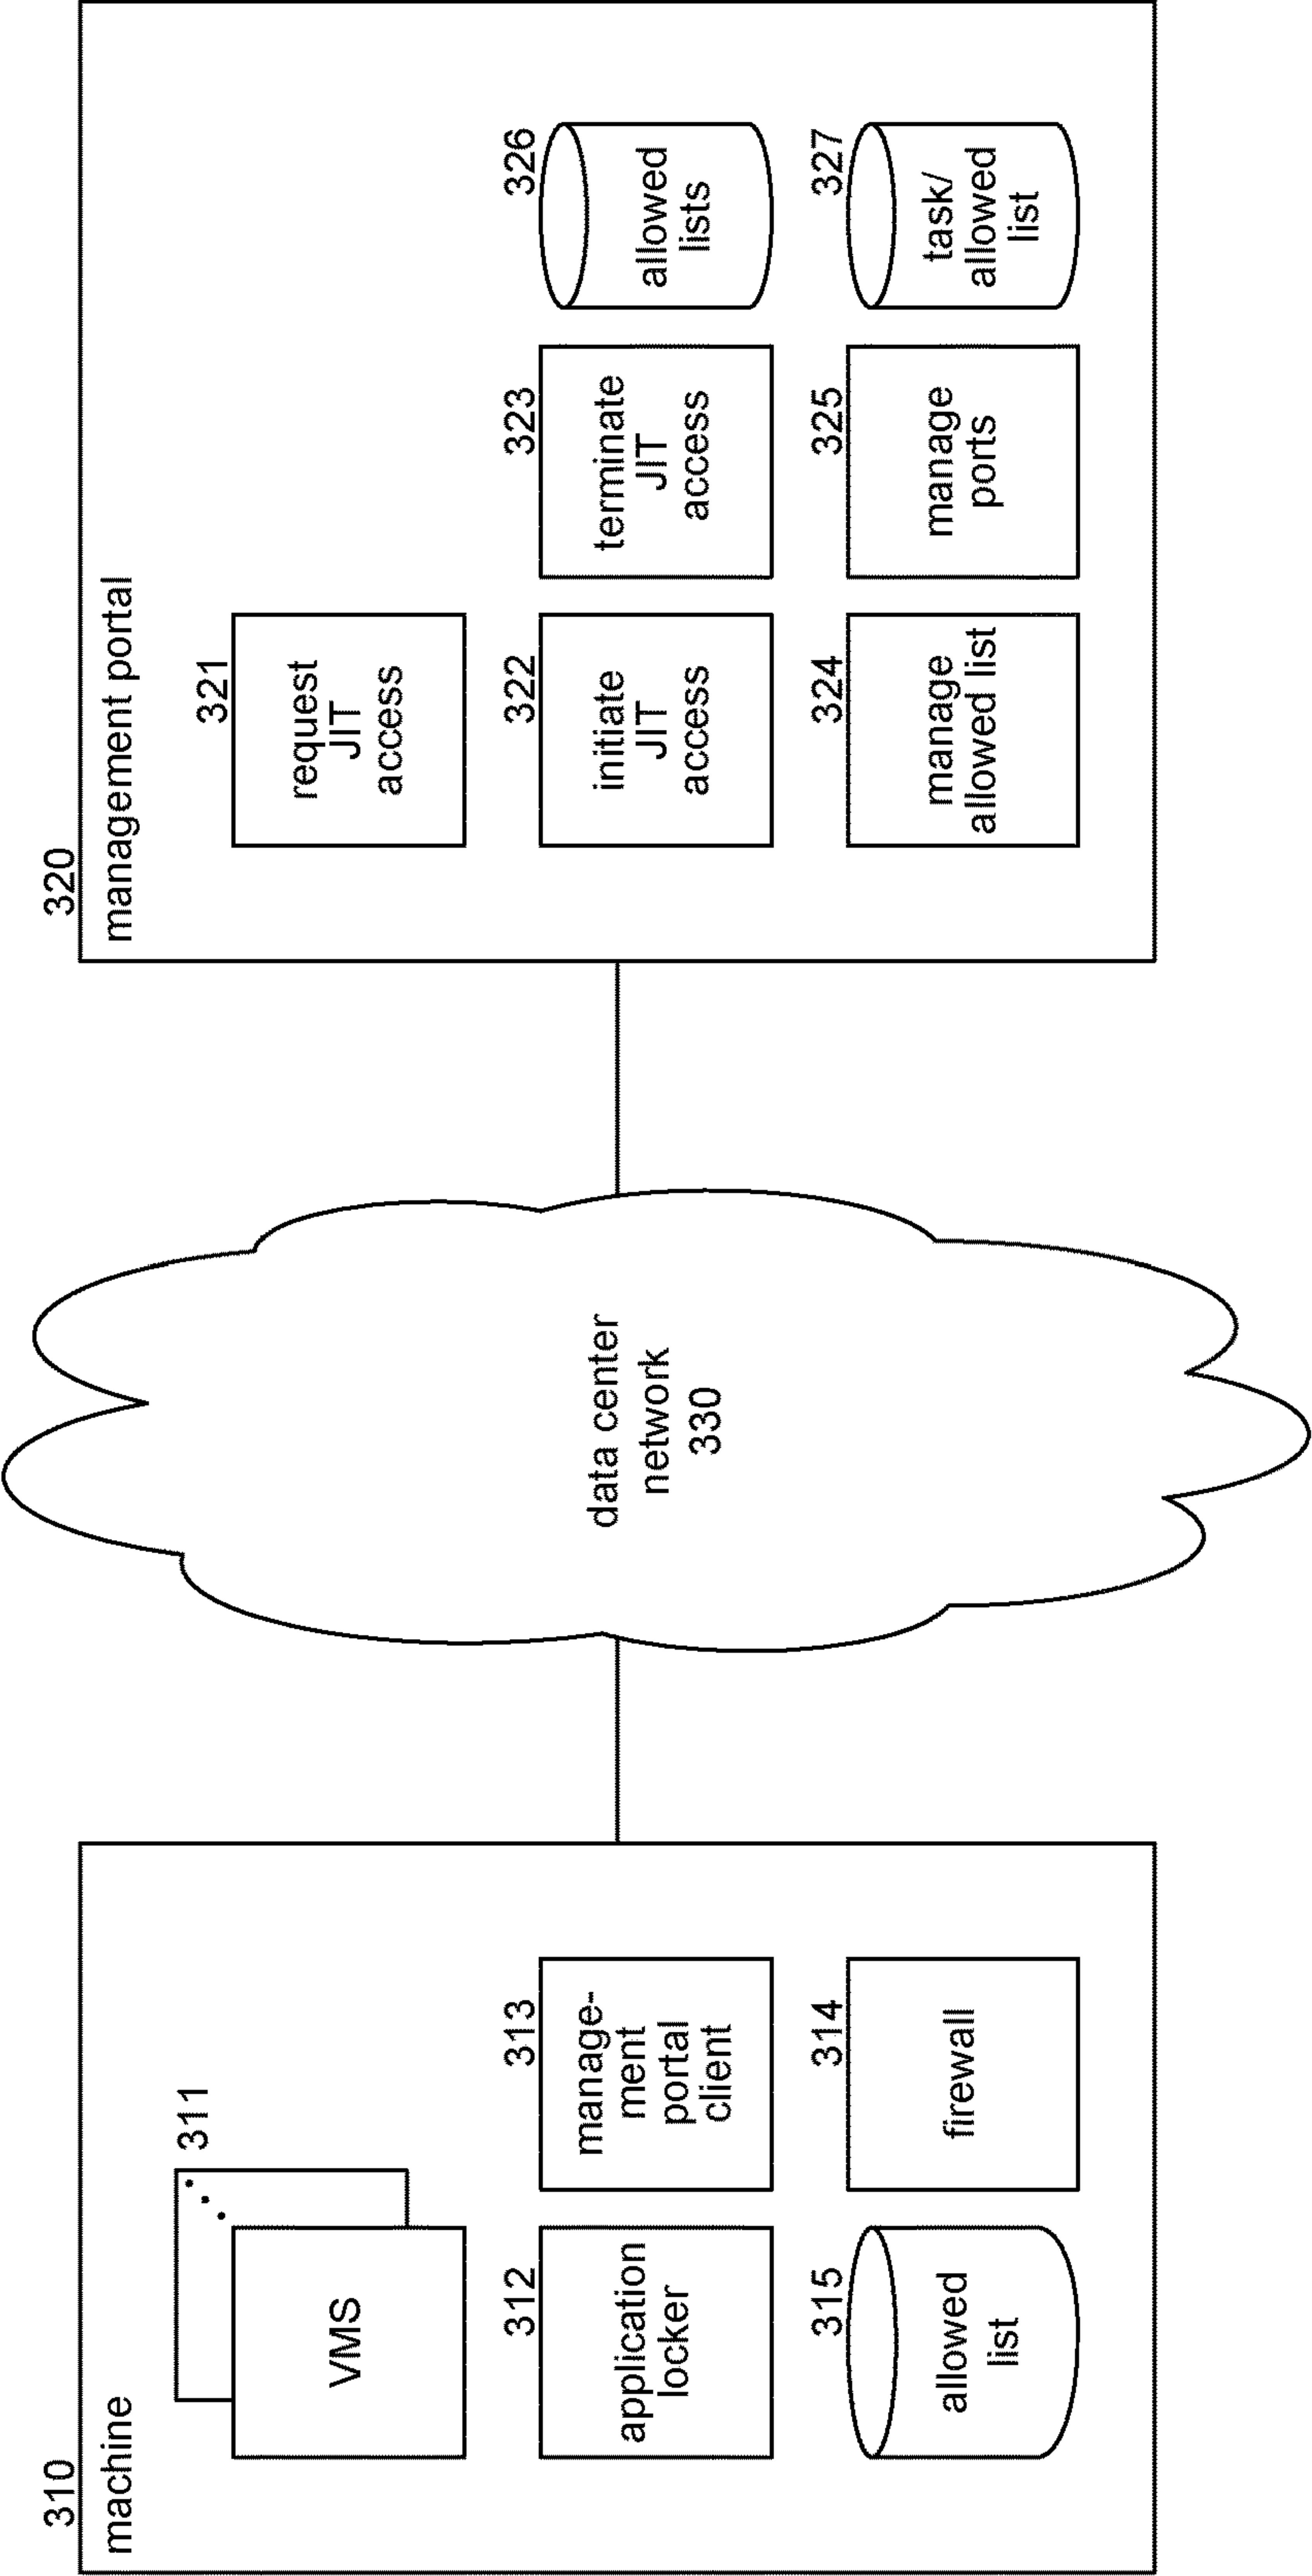 310
machine
311
VMS
312
application
locker
313
manage-
ment
portal
client
315
allowed
list
314
firewall
data center
network
330
320
management portal
321
request
JIT
access
322
initiate
JIT
access
323
terminate
JIT
access
326
allowed
lists
324
manage
allowed list
325
manage
ports
327
task/
allowed
list